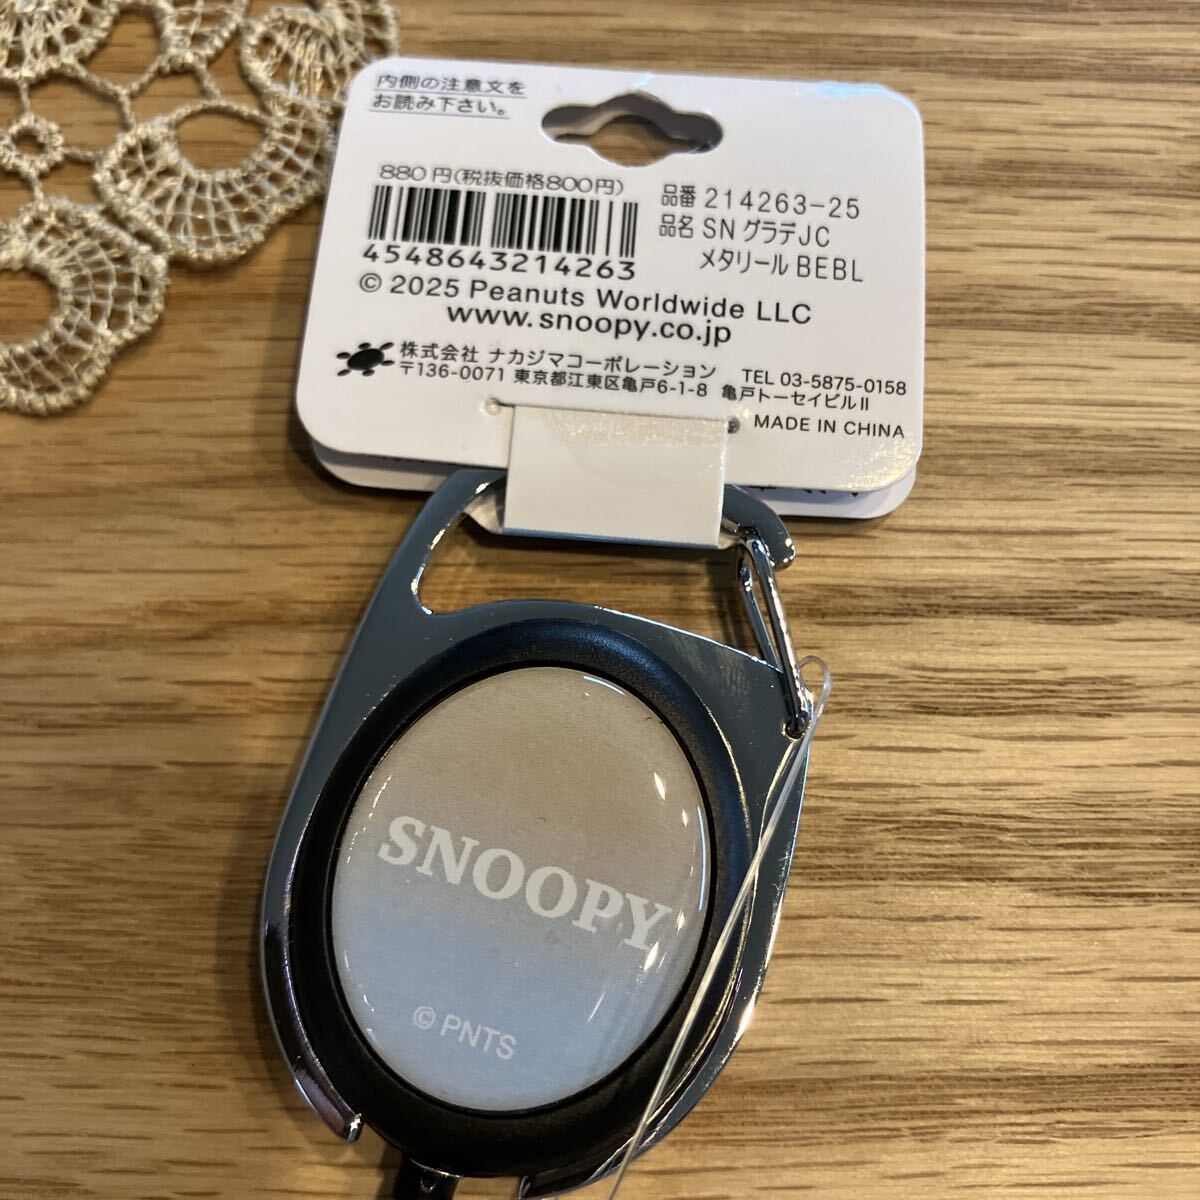 内側の注意文を
お読み下さい。
880円(税抜価格800円)
4548643214263
品番 214263-25
品名 SN グラデJC
メタリール BEBL
© 2025 Peanuts Worldwide LLC
www.snoopy.co.jp
株式会社 ナカジマコーポレーション
TEL 03-5875-0158
〒136-0071 東京都江東区亀戸6-1-8 亀戸トーセイビルⅡ
MADE IN CHINA
SNOOPY
© PNTS